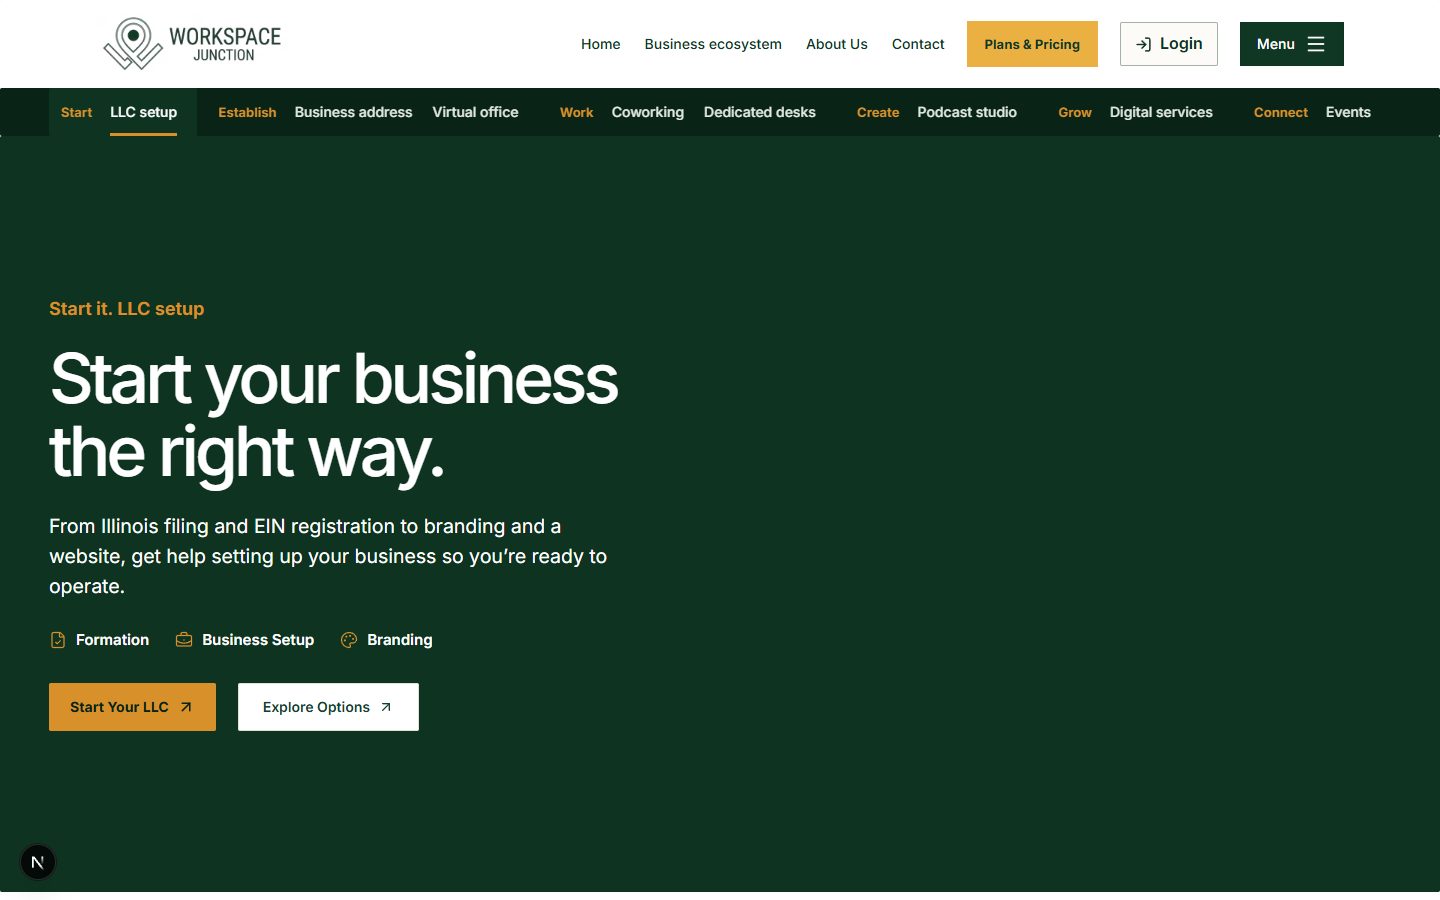 WORKSPACE
JUNCTION
Home Business ecosystem About Us Contact Plans & Pricing Login Menu
Start LLC setup Establish Business address Virtual office Work Coworking Dedicated desks Create Podcast studio Grow Digital services Connect Events
Start it. LLC setup
Start your business
the right way.
From Illinois filing and EIN registration to branding and a
website, get help setting up your business so you’re ready to
operate.
Formation Business Setup Branding
Start Your LLC Explore Options
N